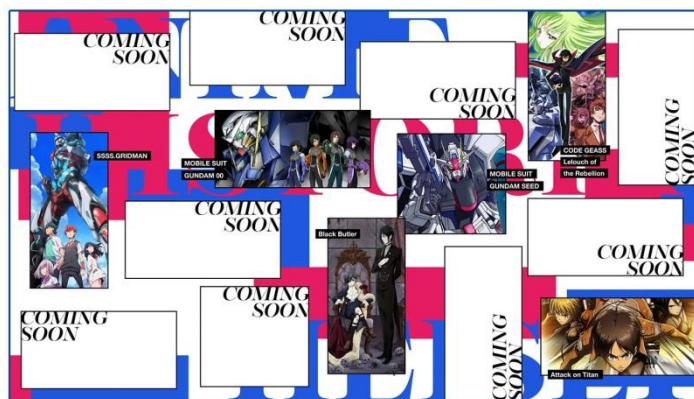 ANIME
HISTORY
COMING
SOON
COMING
SOON
COMING
SOON
COMING
SOON
SSSS.GRIDMAN
MOBILE SUIT
GUNDAM 00
MOBILE SUIT
GUNDAM SEED
CODE GEASS
Lelouch of
the Rebellion
COMING
SOON
Black Butler
COMING
SOON
COMING
SOON
COMING
SOON
COMING
SOON
Attack on Titan